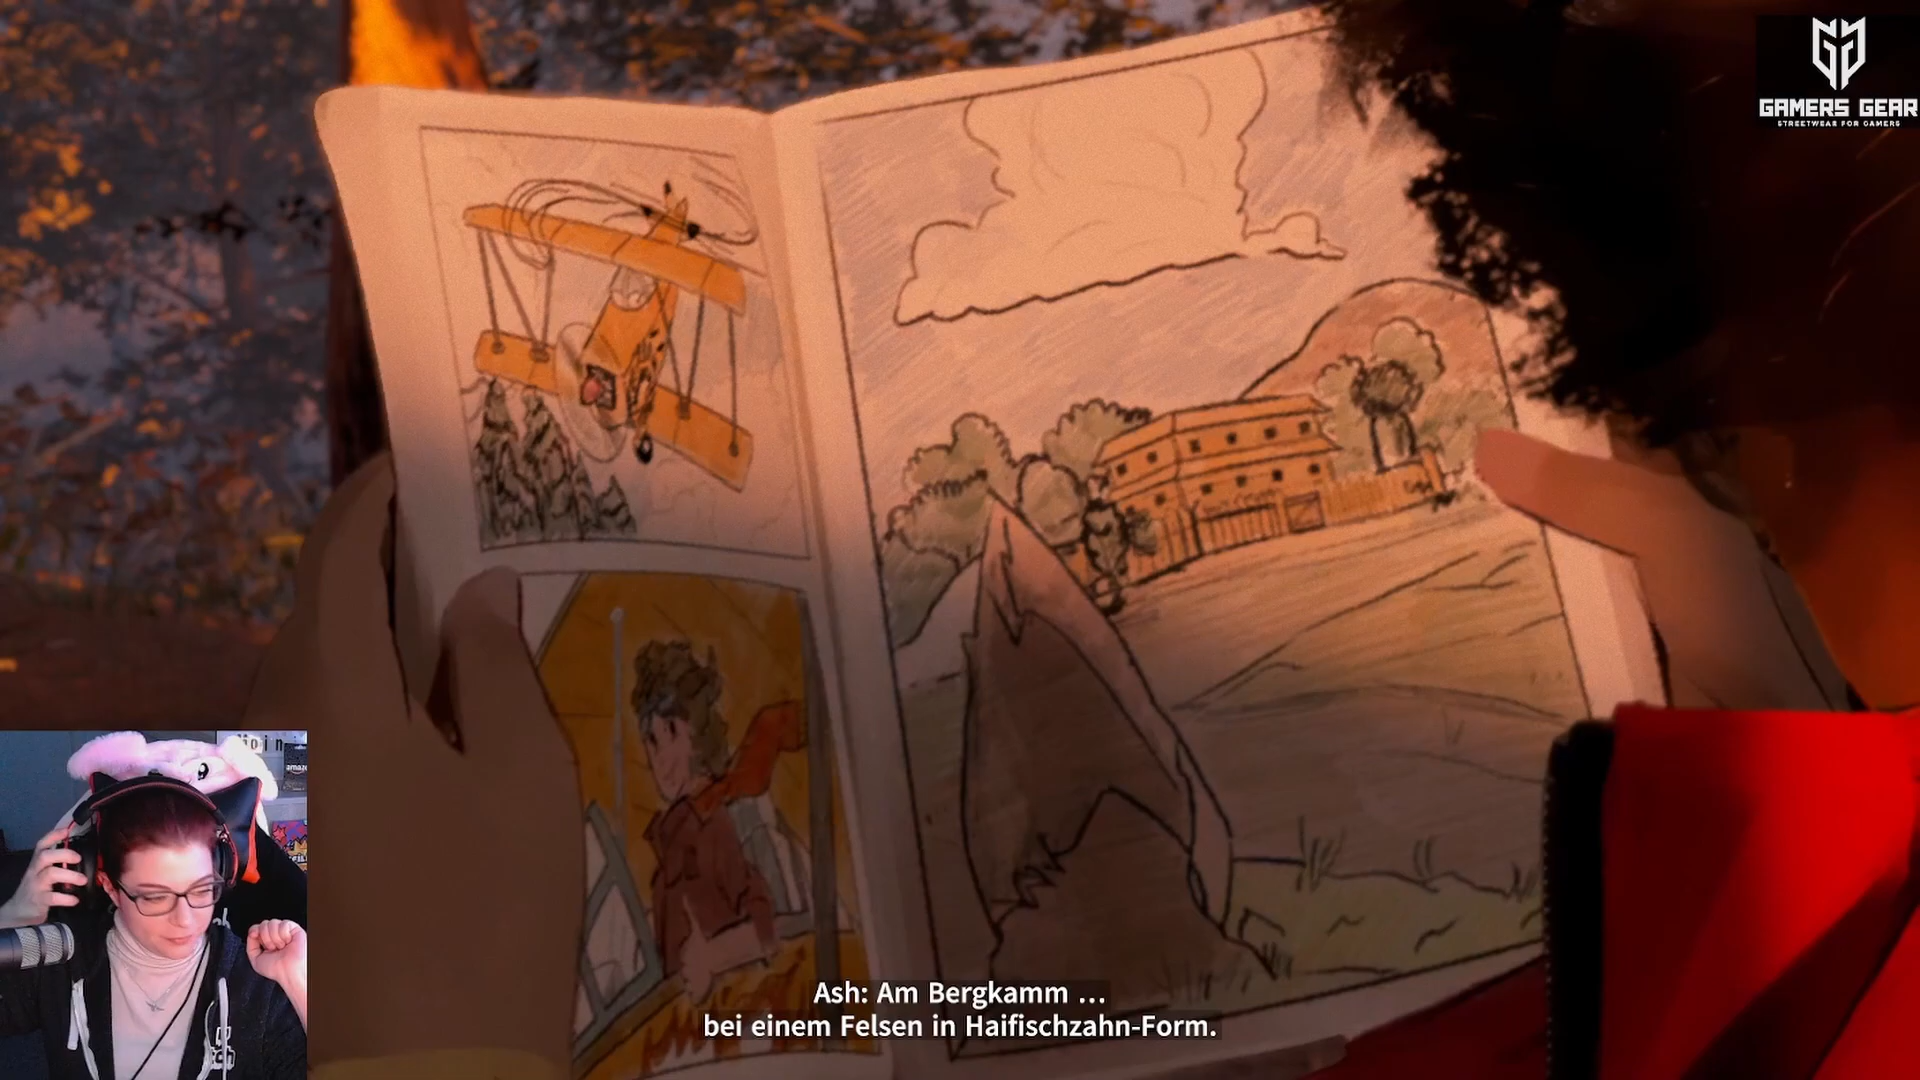 GAMERS GEAR
STREETWEAR FOR GAMERS
Ash: Am Bergkamm ...
bei einem Felsen in Haifischzahn-Form.